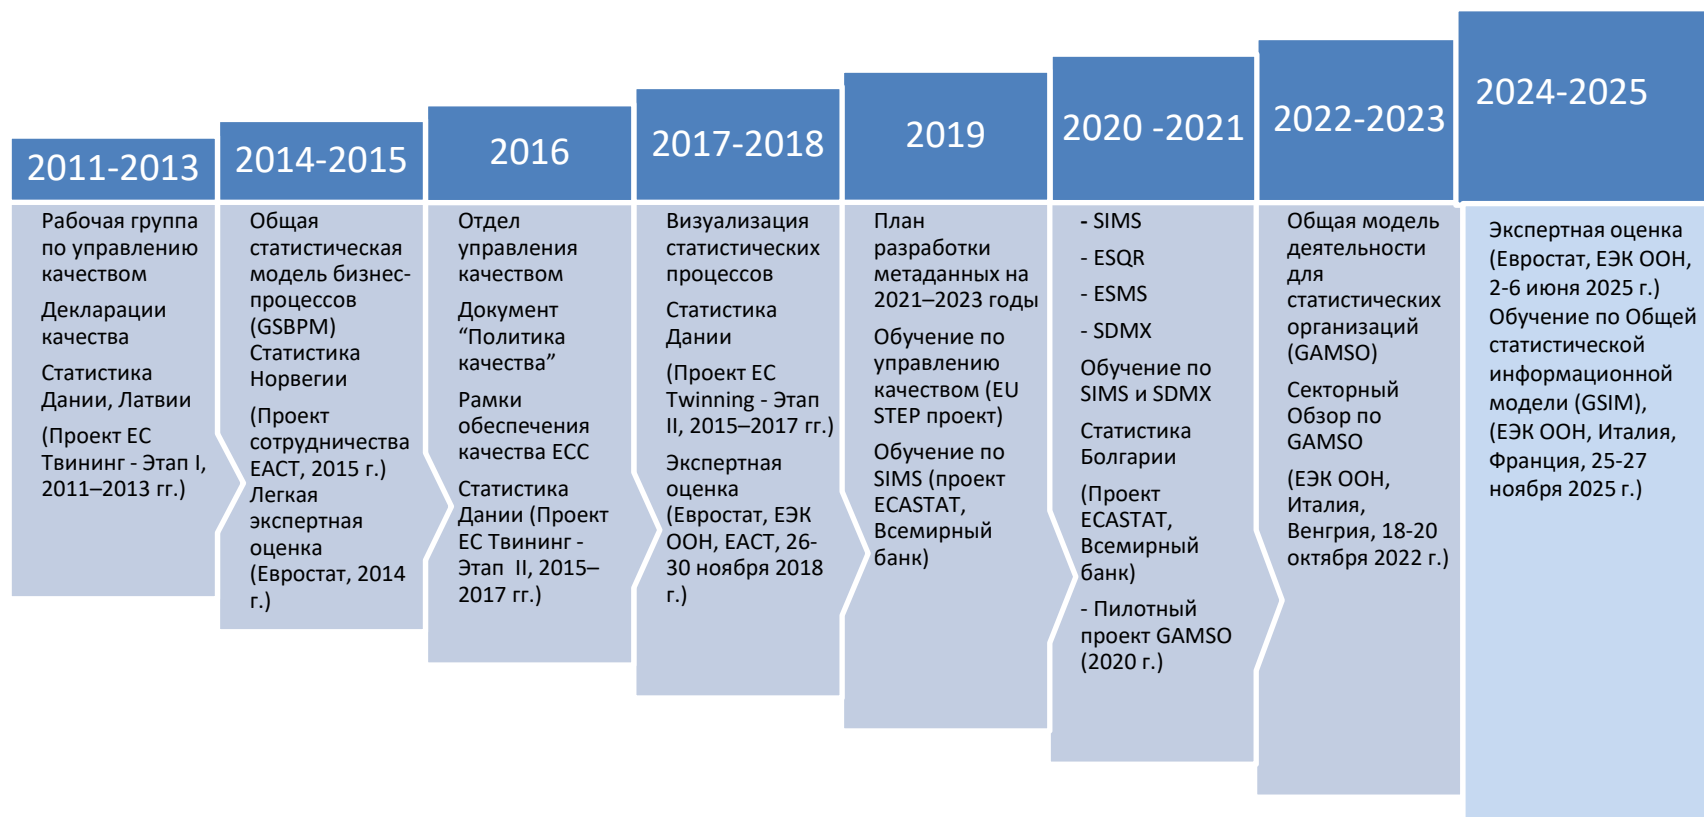 2011-2013
Рабочая группа
по управлению
качеством
Декларации
качества
Статистика
Дании, Латвии
(Проект ЕС
Твининг - Этап I,
2011–2013 гг.)
2014-2015
Общая
статистическая
модель бизнес-
процессов
(GSBPM)
Статистика
Норвегии
(Проект
сотрудничества
ЕАСТ, 2015 г.)
Легкая
экспертная
оценка
(Евростат, 2014
г.)
2016
Отдел
управления
качеством
Документ
“Политика
качества”
Рамки
обеспечения
качества ЕСС
Статистика
Дании (Проект
ЕС Твининг -
Этап II, 2015–
2017 гг.)
2017-2018
Визуализация
статистических
процессов
Статистика
Дании
(Проект ЕС
Twinning - Этап
II, 2015–2017 гг.)
Экспертная
оценка
(Евростат, ЕЭК
ООН, ЕАСТ, 26-
30 ноября 2018
г.)
2019
План
разработки
метаданных на
2021–2023 годы
Обучение по
управлению
качеством (EU
STEP проект)
Обучение по
SIMS (проект
ECASTAT,
Всемирный
банк)
2020 -2021
- SIMS
- ESQR
- ESMS
- SDMX
Обучение по
SIMS и SDMX
Статистика
Болгарии
(Проект
ECASTAT,
Всемирный
банк)
- Пилотный
проект GAMSO
(2020 г.)
2022-2023
Общая модель
деятельности
для
статистических
организаций
(GAMSO)
Секторный
Обзор по
GAMSO
(ЕЭК ООН,
Италия,
Венгрия, 18-20
октября 2022 г.)
2024-2025
Экспертная оценка
(Евростат, ЕЭК ООН,
2-6 июня 2025 г.)
Обучение по Общей
статистической
информационной
модели (GSIM),
(ЕЭК ООН, Италия,
Франция, 25-27
ноября 2025 г.)